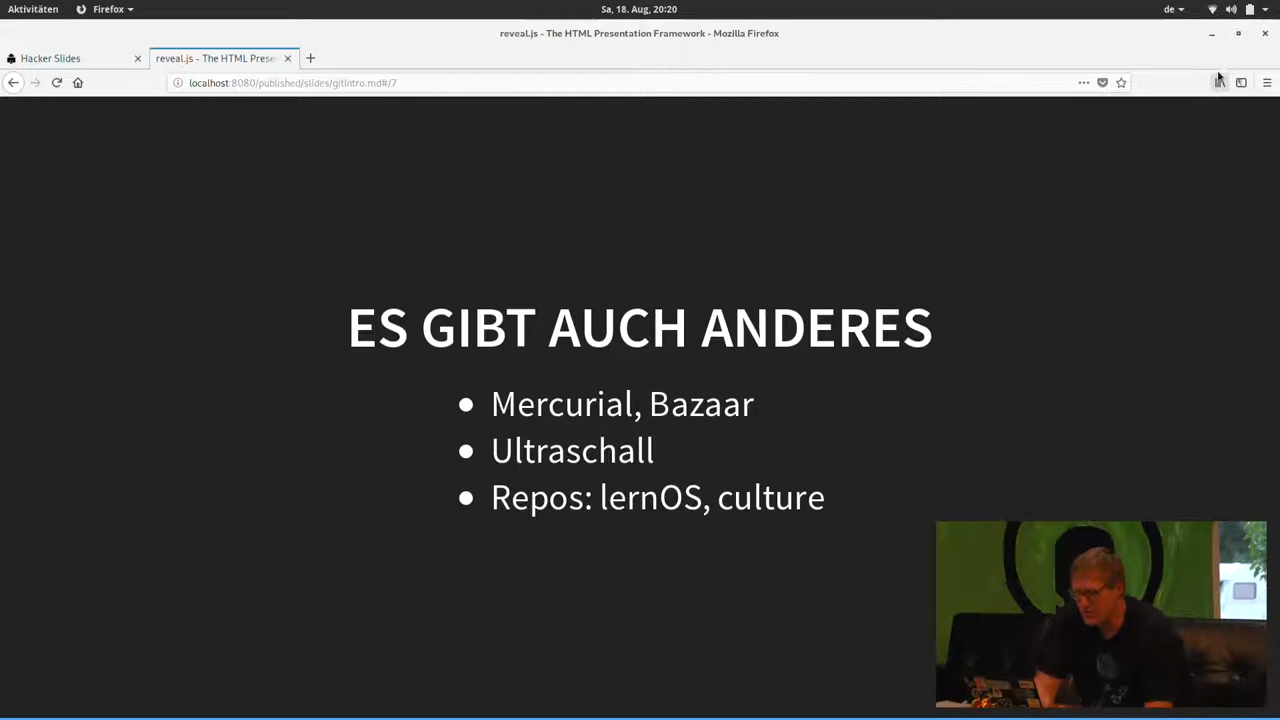 Aktivitäten Firefox Sa, 18. Aug, 20:20 de
reveal.js - The HTML Presentation Framework - Mozilla Firefox
Hacker Slides reveal.js - The HTML Prese
localhost:8080/published/slides/gitintro.md#/7
ES GIBT AUCH ANDERES
Mercurial, Bazaar
Ultraschall
Repos: lernOS, culture